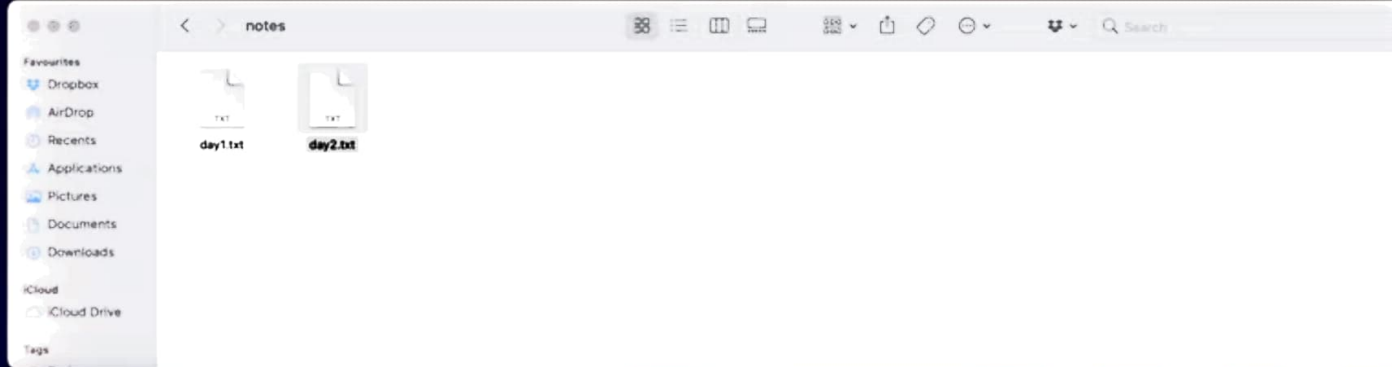 notes
Search
Favourites
Dropbox
AirDrop
Recents
Applications
Pictures
Documents
Downloads
iCloud
iCloud Drive
Tags
TXT
TXT
day1.txt
day2.txt